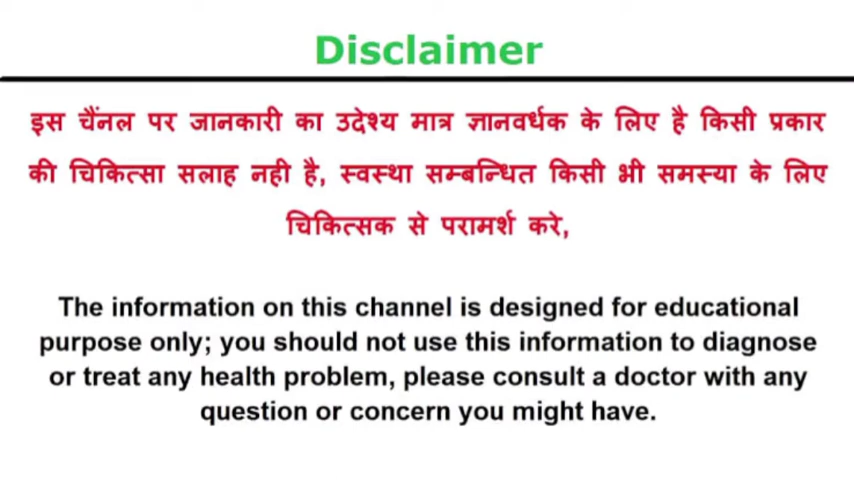 Disclaimer
इस चैंनल पर जानकारी का उदेश्य मात्र ज्ञानवर्धक के लिए है किसी प्रकार
की चिकित्सा सलाह नही है, स्वस्था सम्बन्धित किसी भी समस्या के लिए
चिकित्सक से परामर्श करे,
The information on this channel is designed for educational
purpose only; you should not use this information to diagnose
or treat any health problem, please consult a doctor with any
question or concern you might have.